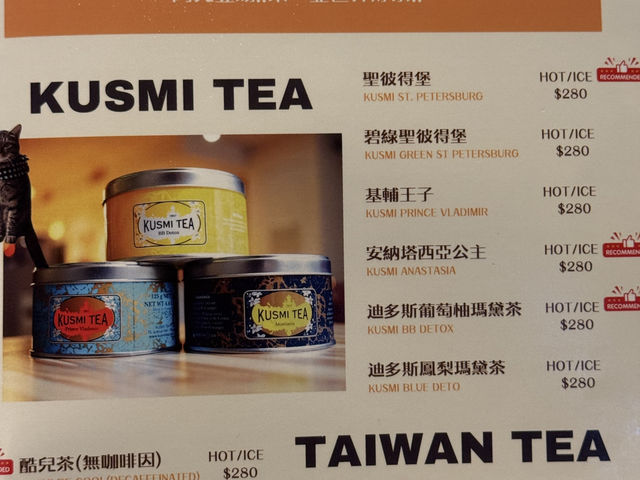 KUSMI TEA
聖彼得堡 HOT/ICE
KUSMI ST. PETERSBURG $280
RECOMMENDE
碧綠聖彼得堡 HOT/ICE
KUSMI GREEN ST PETERSBURG $280
基輔王子 HOT/ICE
KUSMI PRINCE VLADIMIR $280
安納塔西亞公主 HOT/ICE
KUSMI ANASTASIA $280
RECOMMEN
迪多斯葡萄柚瑪黛茶 HOT/ICE
KUSMI BB DETOX $280
RECOMMEN
迪多斯鳳梨瑪黛茶 HOT/ICE
KUSMI BLUE DETO $280
KUSMI TEA
BB Detox
KUSMI TEA
Prince Vladimir
KUSMI TEA
Anastasia
酷兒茶(無咖啡因) HOT/ICE
COOL(DECAFFEINATED) $280
TAIWAN TEA